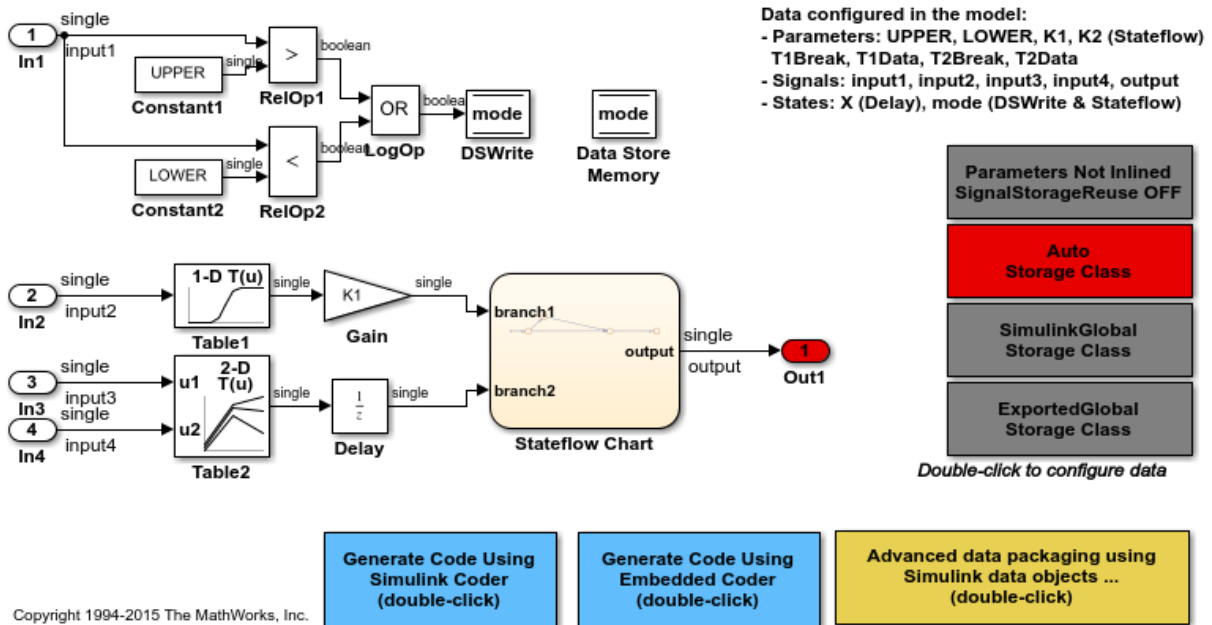 single
1
input1
In1
UPPER
single
Constant1
>
RelOp1
boolean
LOWER
single
Constant2
<
RelOp2
boolean
OR
LogOp
boolea
mode
DSWrite
mode
Data Store
Memory
Data configured in the model:
- Parameters: UPPER, LOWER, K1, K2 (Stateflow)
T1Break, T1Data, T2Break, T2Data
- Signals: input1, input2, input3, input4, output
- States: X (Delay), mode (DSWrite & Stateflow)
Parameters Not Inlined
SignalStorageReuse OFF
Auto
Storage Class
SimulinkGlobal
Storage Class
ExportedGlobal
Storage Class
Double-click to configure data
single
2
input2
In2
1-D T(u)
Table1
single
K1
Gain
single
single
3
input3
In3
single
4
input4
In4
2-D
T(u)
u1
u2
Table2
single
1
z
Delay
single
branch1
output
branch2
Stateflow Chart
single
output
1
Out1
Generate Code Using
Simulink Coder
(double-click)
Generate Code Using
Embedded Coder
(double-click)
Advanced data packaging using
Simulink data objects ...
(double-click)
Copyright 1994-2015 The MathWorks, Inc.